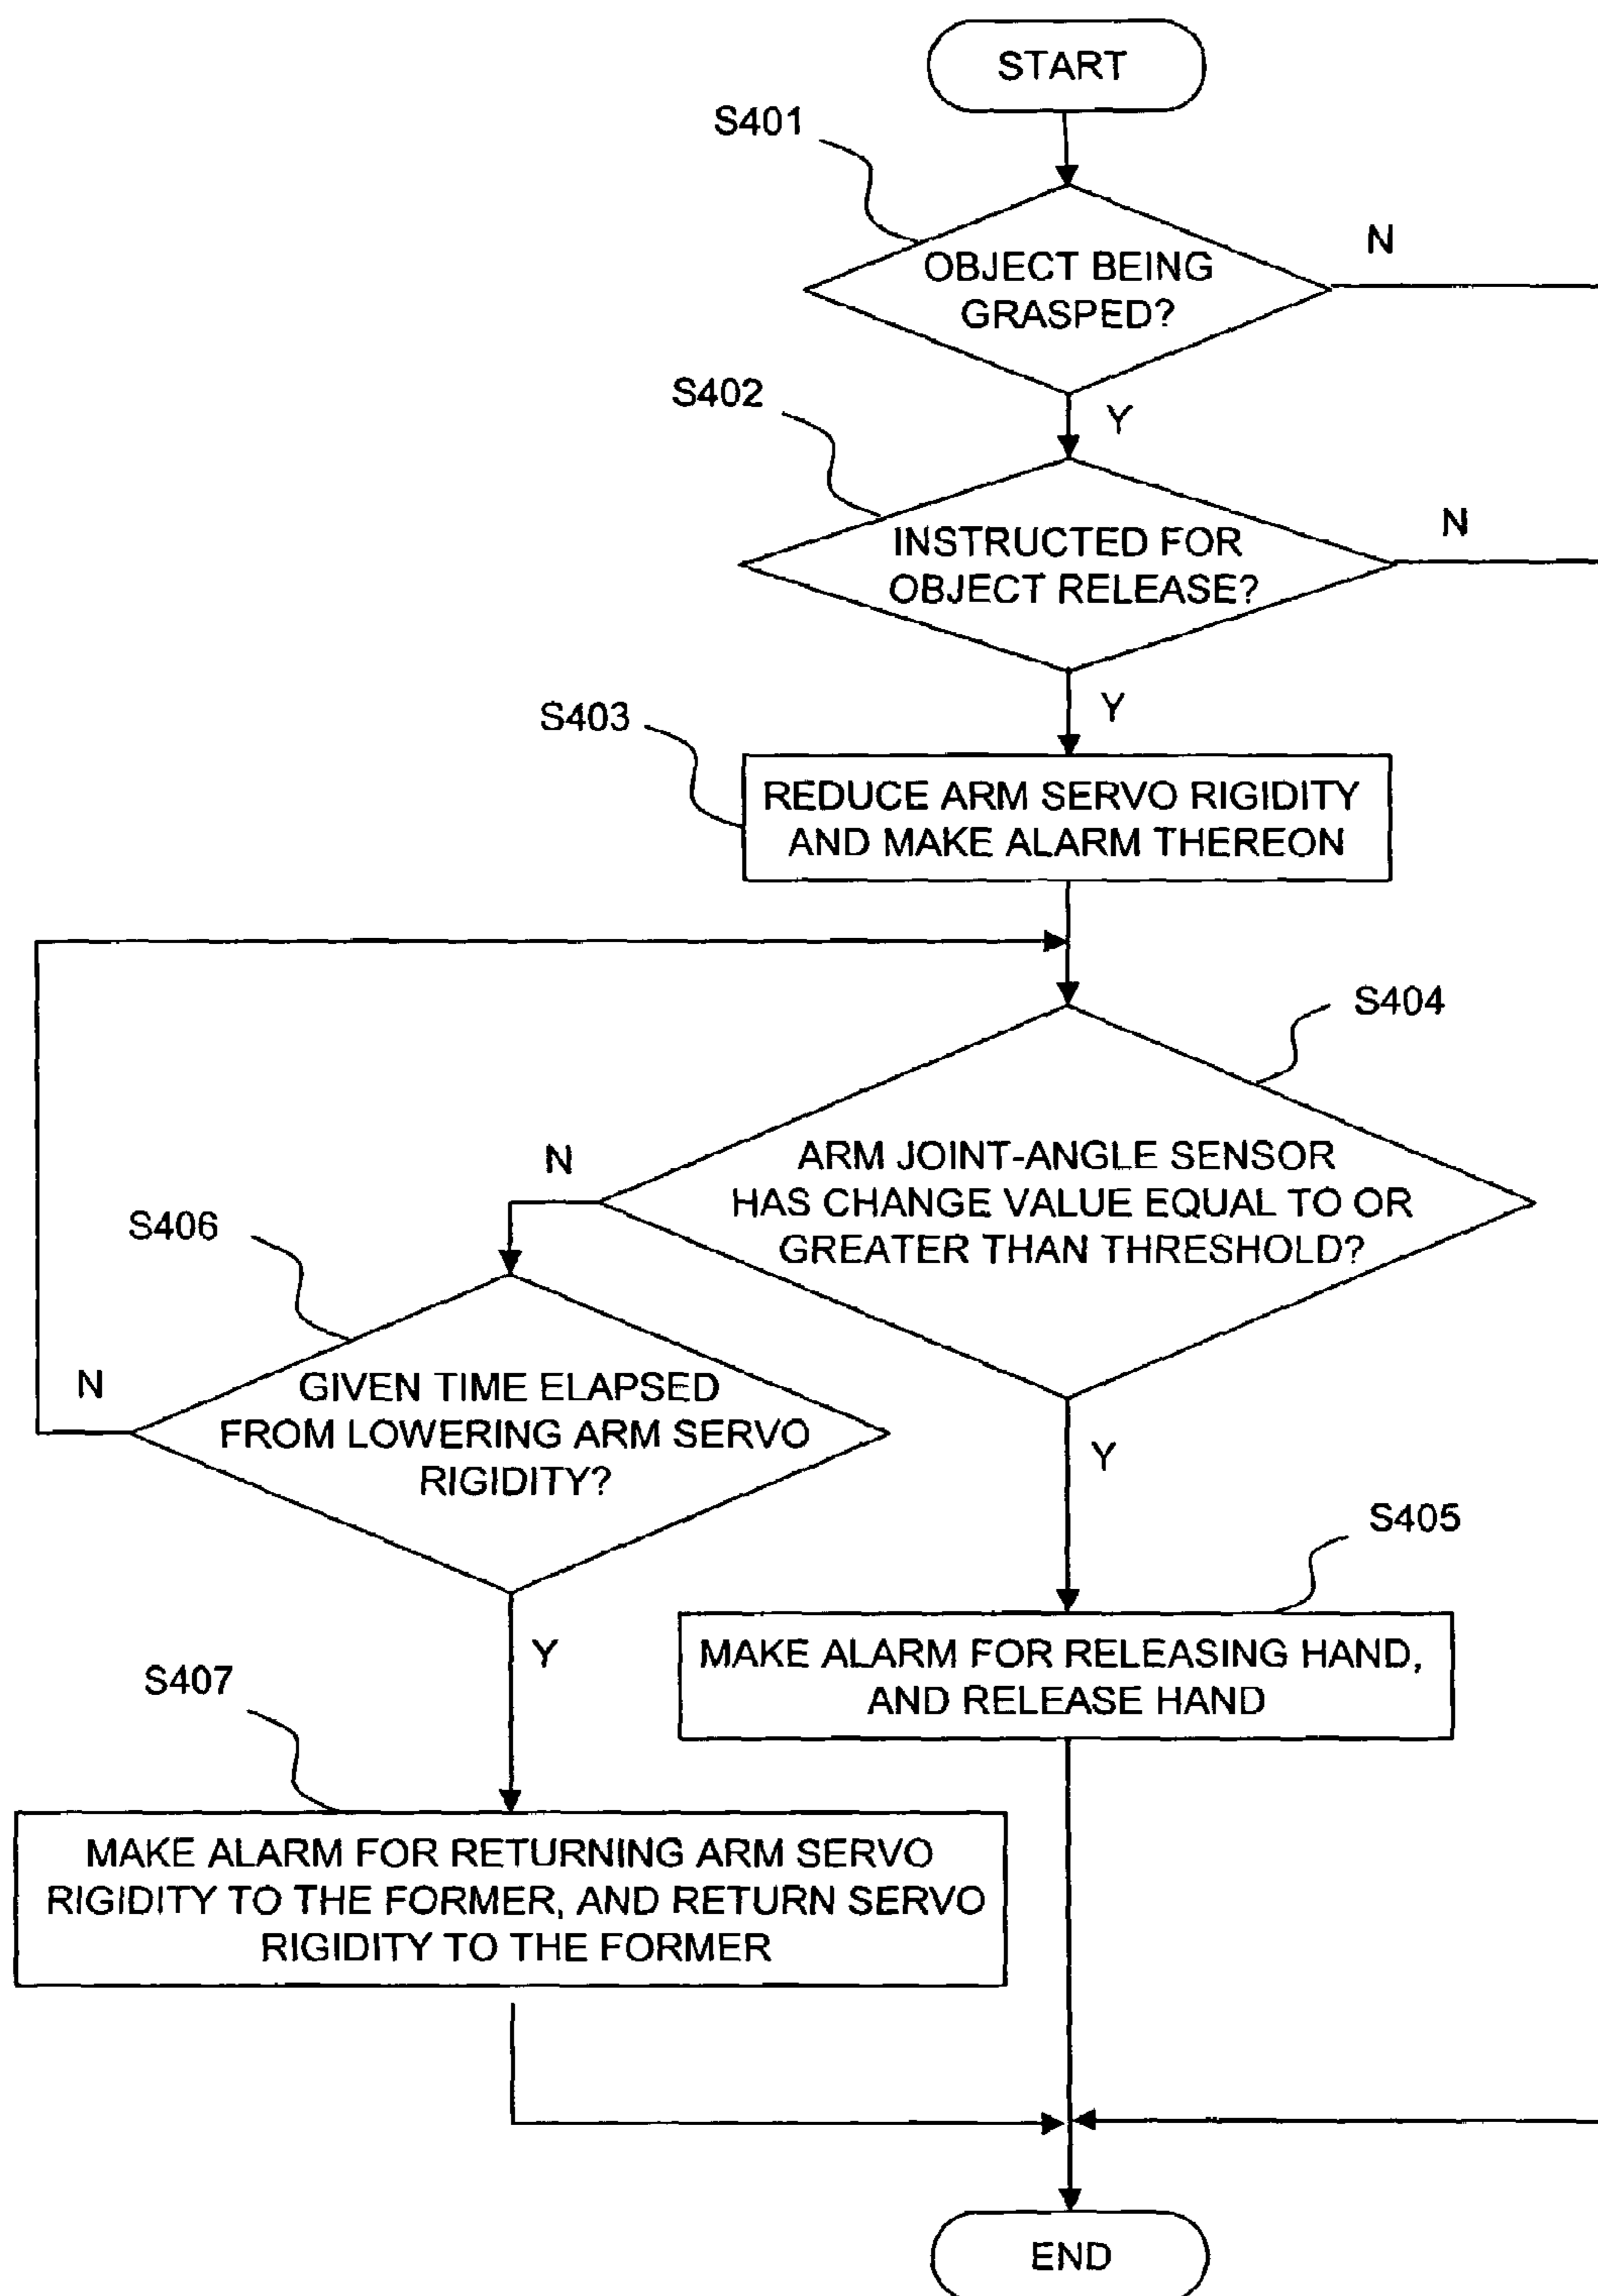 START
S401
OBJECT BEING
GRASPED?
N
Y
S402
INSTRUCTED FOR
OBJECT RELEASE?
N
Y
S403
REDUCE ARM SERVO RIGIDITY
AND MAKE ALARM THEREON
S404
ARM JOINT-ANGLE SENSOR
HAS CHANGE VALUE EQUAL TO OR
GREATER THAN THRESHOLD?
N
Y
S406
GIVEN TIME ELAPSED
FROM LOWERING ARM SERVO
RIGIDITY?
N
Y
S405
MAKE ALARM FOR RELEASING HAND,
AND RELEASE HAND
S407
MAKE ALARM FOR RETURNING ARM SERVO
RIGIDITY TO THE FORMER, AND RETURN SERVO
RIGIDITY TO THE FORMER
END